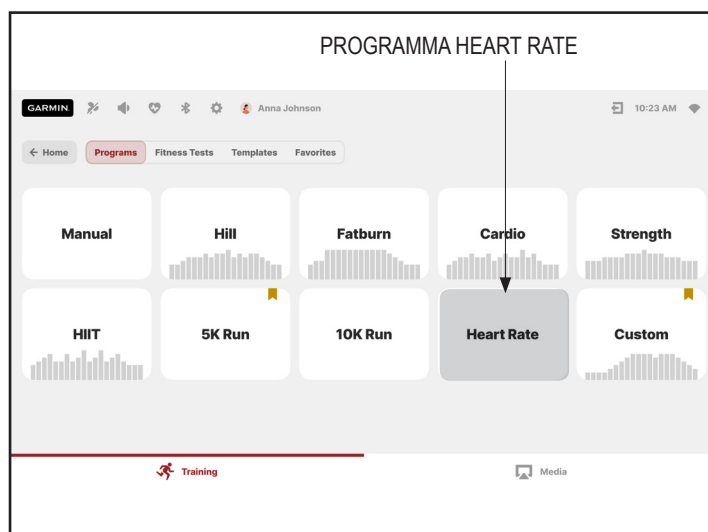 PROGRAMMA HEART RATE
GARMIN. Anna Johnson 10:23 AM
← Home Programs Fitness Tests Templates Favorites
Manual Hill Fatburn Cardio Strength
HIIT 5K Run 10K Run Heart Rate Custom
Training Media